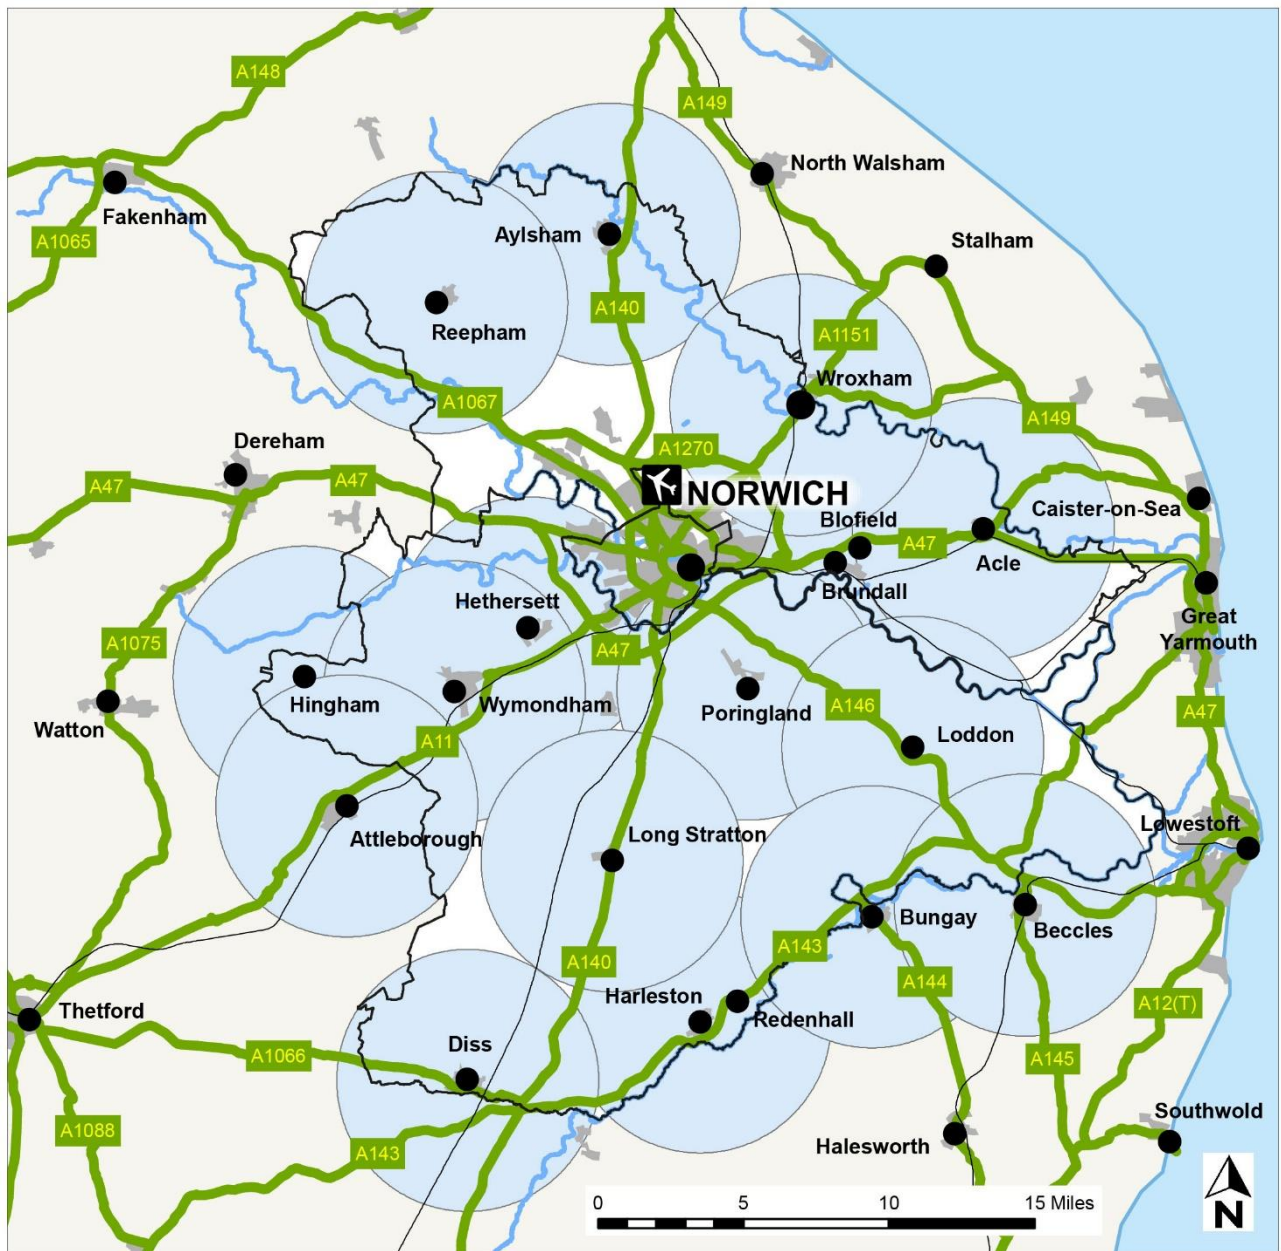 A148
A149
North Walsham
Fakenham
A1065
Aylsham
Stalham
A140
Reepham
A1151
Wroxham
A1067
A149
Dereham
A1270
A47
A47
NORWICH
Caister-on-Sea
Blofield
A47
Acle
Brundall
Hethersett
Great
Yarmouth
A1075
A47
Hingham
Wymondham
Poringland
A146
A47
Watton
A11
Loddon
Attleborough
Long Stratton
Lowestoft
Bungay
Beccles
A143
A140
A144
Harleston
Redenhall
A12(T)
Thetford
Diss
A1066
A145
A1088
Southwold
A143
Halesworth
0 5 10 15 Miles
N